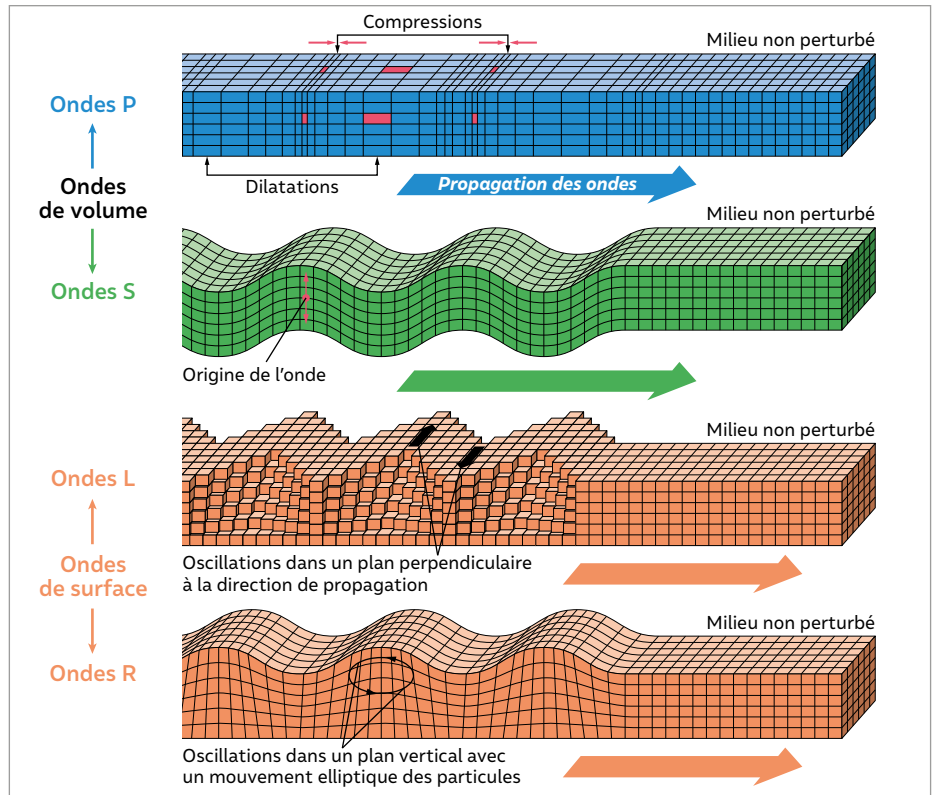 Compressions
Milieu non perturbé
Ondes P
Dilatations
Propagation des ondes
Ondes
de volume
Milieu non perturbé
Ondes S
Origine de l’onde
Milieu non perturbé
Ondes L
Oscillations dans un plan perpendiculaire
à la direction de propagation
Ondes
de surface
Milieu non perturbé
Ondes R
Oscillations dans un plan vertical avec
un mouvement elliptique des particules